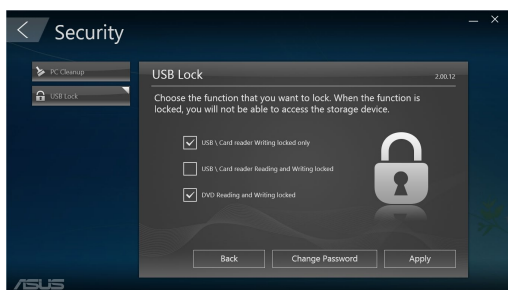 Security
PC Cleanup
USB Lock
USB Lock
2.00.12
Choose the function that you want to lock. When the function is
locked, you will not be able to access the storage device.
USB \ Card reader Writing locked only
USB \ Card reader Reading and Writing locked
DVD Reading and Writing locked
Back
Change Password
Apply
ASUS